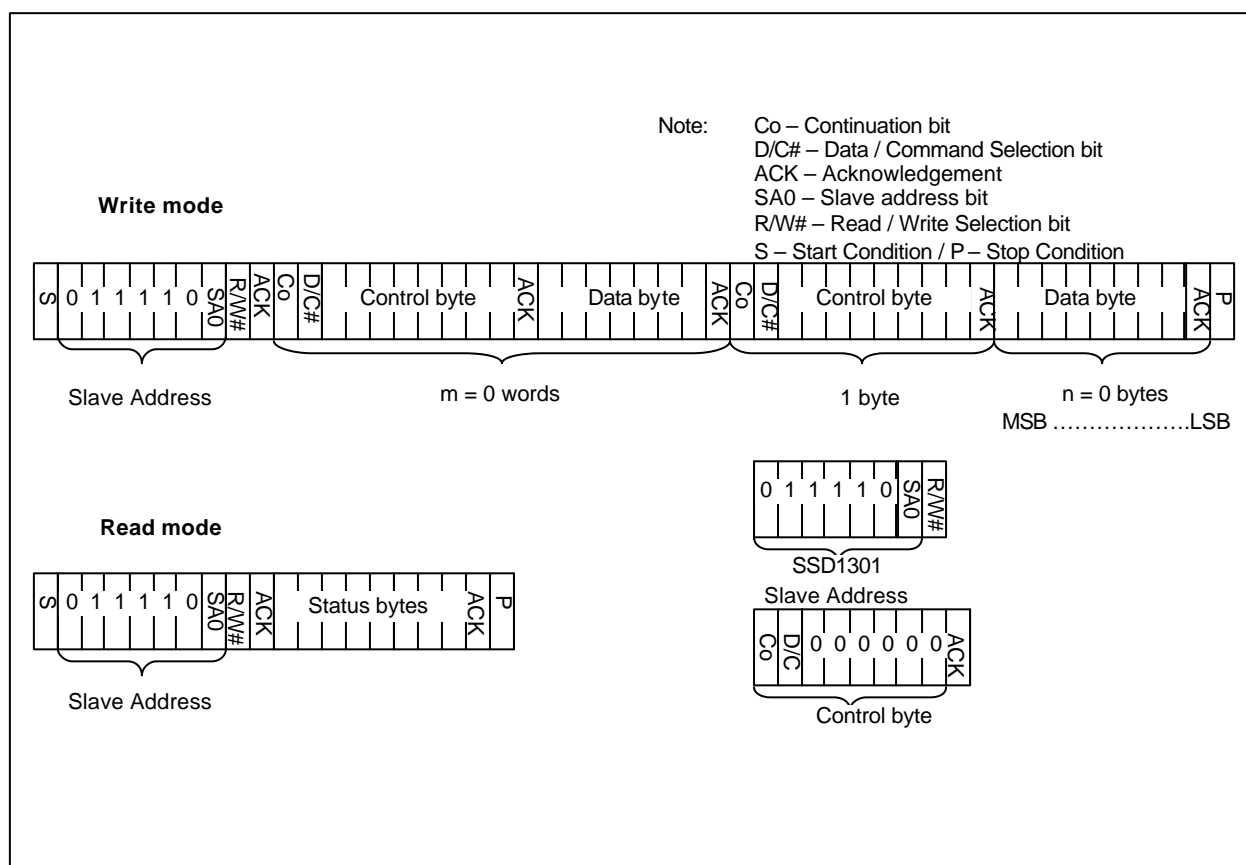 Note: Co – Continuation bit
D/C# – Data / Command Selection bit
ACK – Acknowledgement
SA0 – Slave address bit
R/W# – Read / Write Selection bit
S – Start Condition / P – Stop Condition
Write mode
S 0 1 1 1 1 0 SA0 R/W# ACK Co D/C# Control byte ACK Data byte ACK Co D/C# Control byte ACK Data byte ACK P
Slave Address m = 0 words 1 byte n = 0 bytes
MSB ……………….LSB
0 1 1 1 1 0 SA0 R/W#
SSD1301
Slave Address
Read mode
S 0 1 1 1 1 0 SA0 R/W# ACK Status bytes ACK P
Slave Address
Co D/C 0 0 0 0 0 0 ACK
Control byte